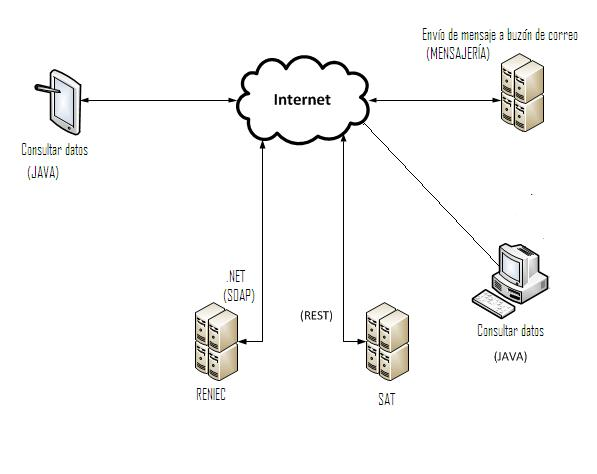 Envío de mensaje a buzón de correo
(MENSAJERÍA)
Internet
Consultar datos
(JAVA)
.NET
(SOAP)
(REST)
RENIEC
SAT
Consultar datos
(JAVA)